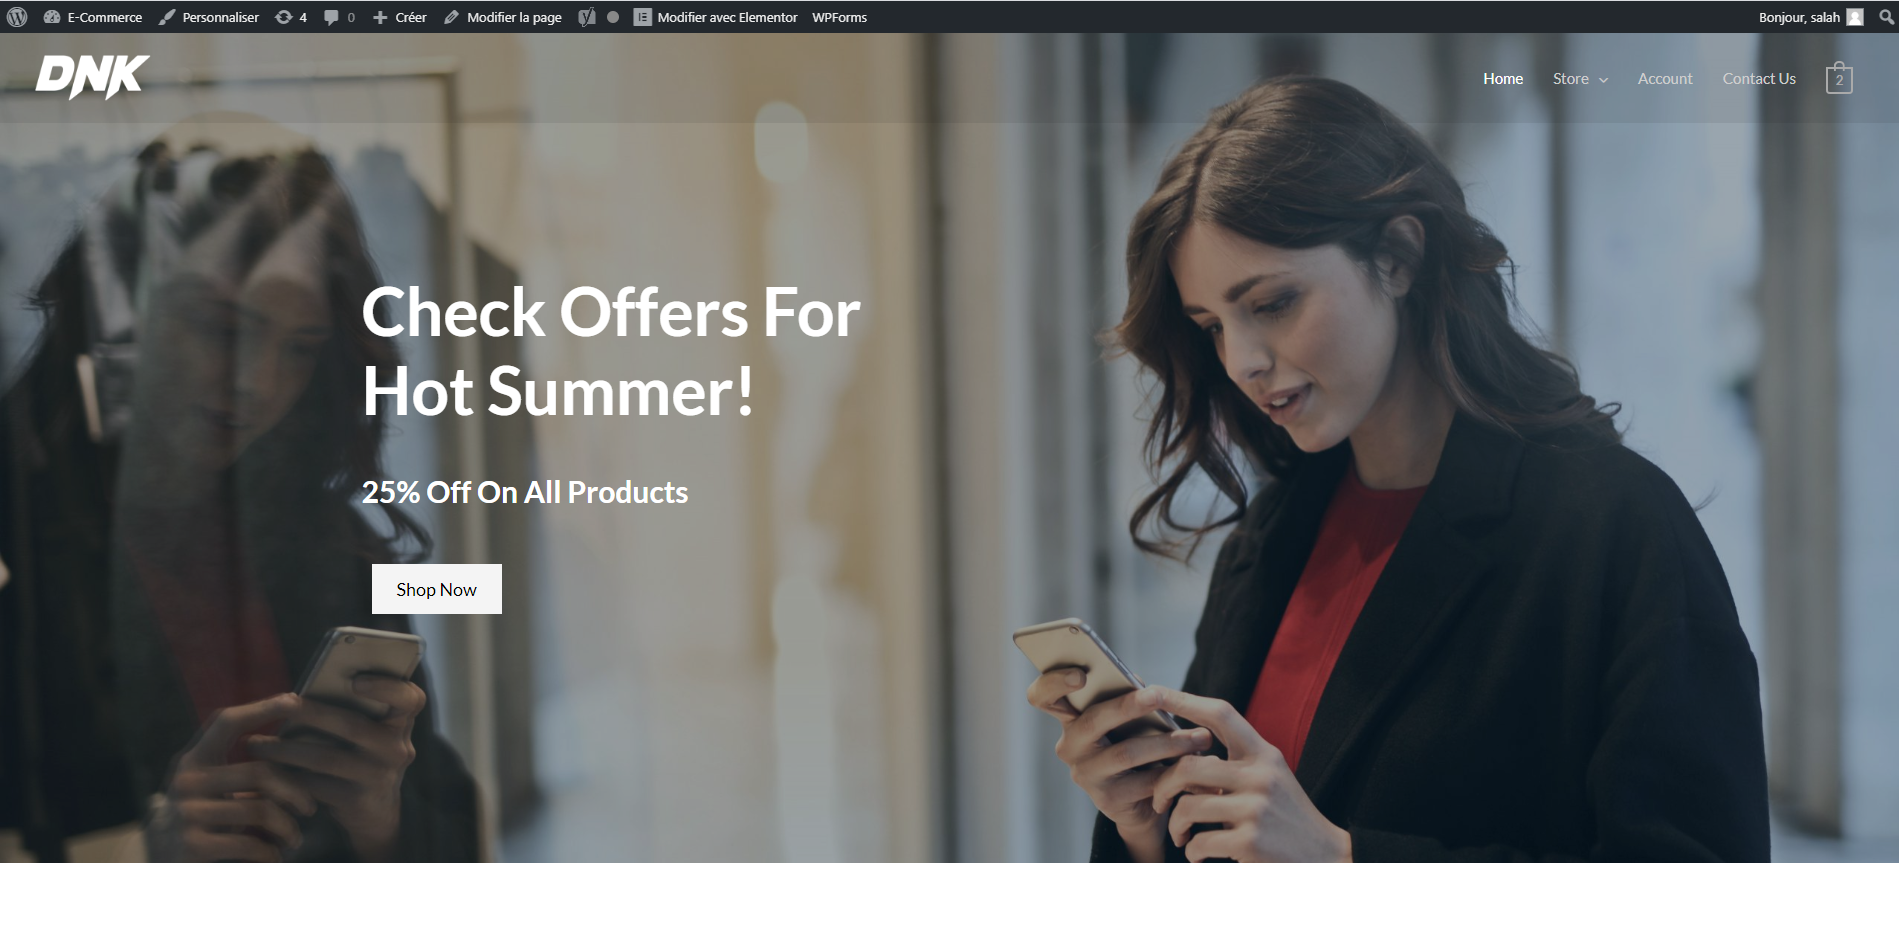 E-Commerce Personnaliser 4 0 Créer Modifier la page Modifier avec Elementor WPForms Bonjour, salah
DNK Home Store Account Contact Us 2
Check Offers For
Hot Summer!
25% Off On All Products
Shop Now